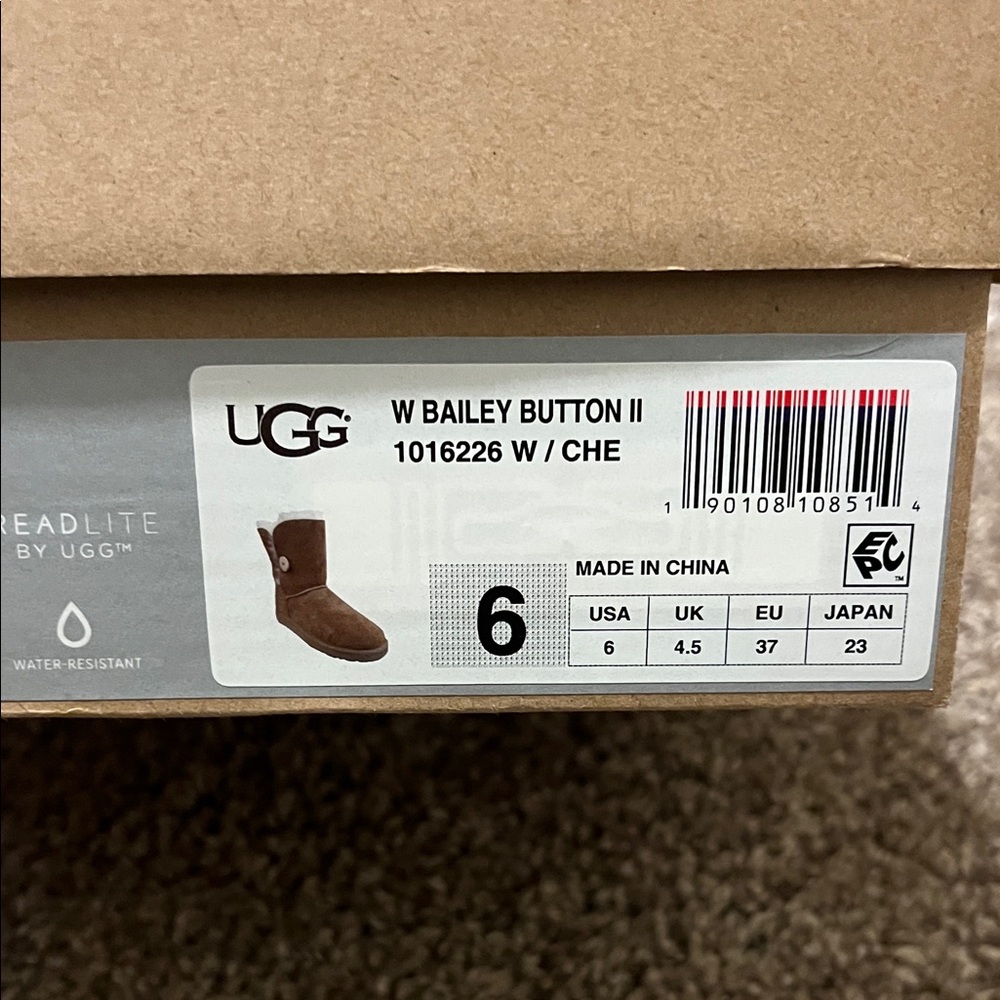 UGG®
W BAILEY BUTTON II
1016226 W / CHE
1 90108 10851 4
READLITE
BY UGG™
WATER-RESISTANT
EPC™
MADE IN CHINA
6
USA UK EU JAPAN
6 4.5 37 23